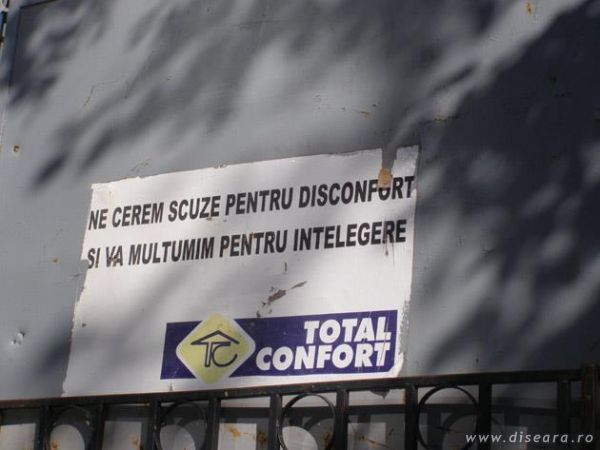 NE CEREM SCUZE PENTRU DISCONFORT
SI VA MULTUMIM PENTRU INTELEGERE
TC
TOTAL
CONFORT
www.diseara.ro